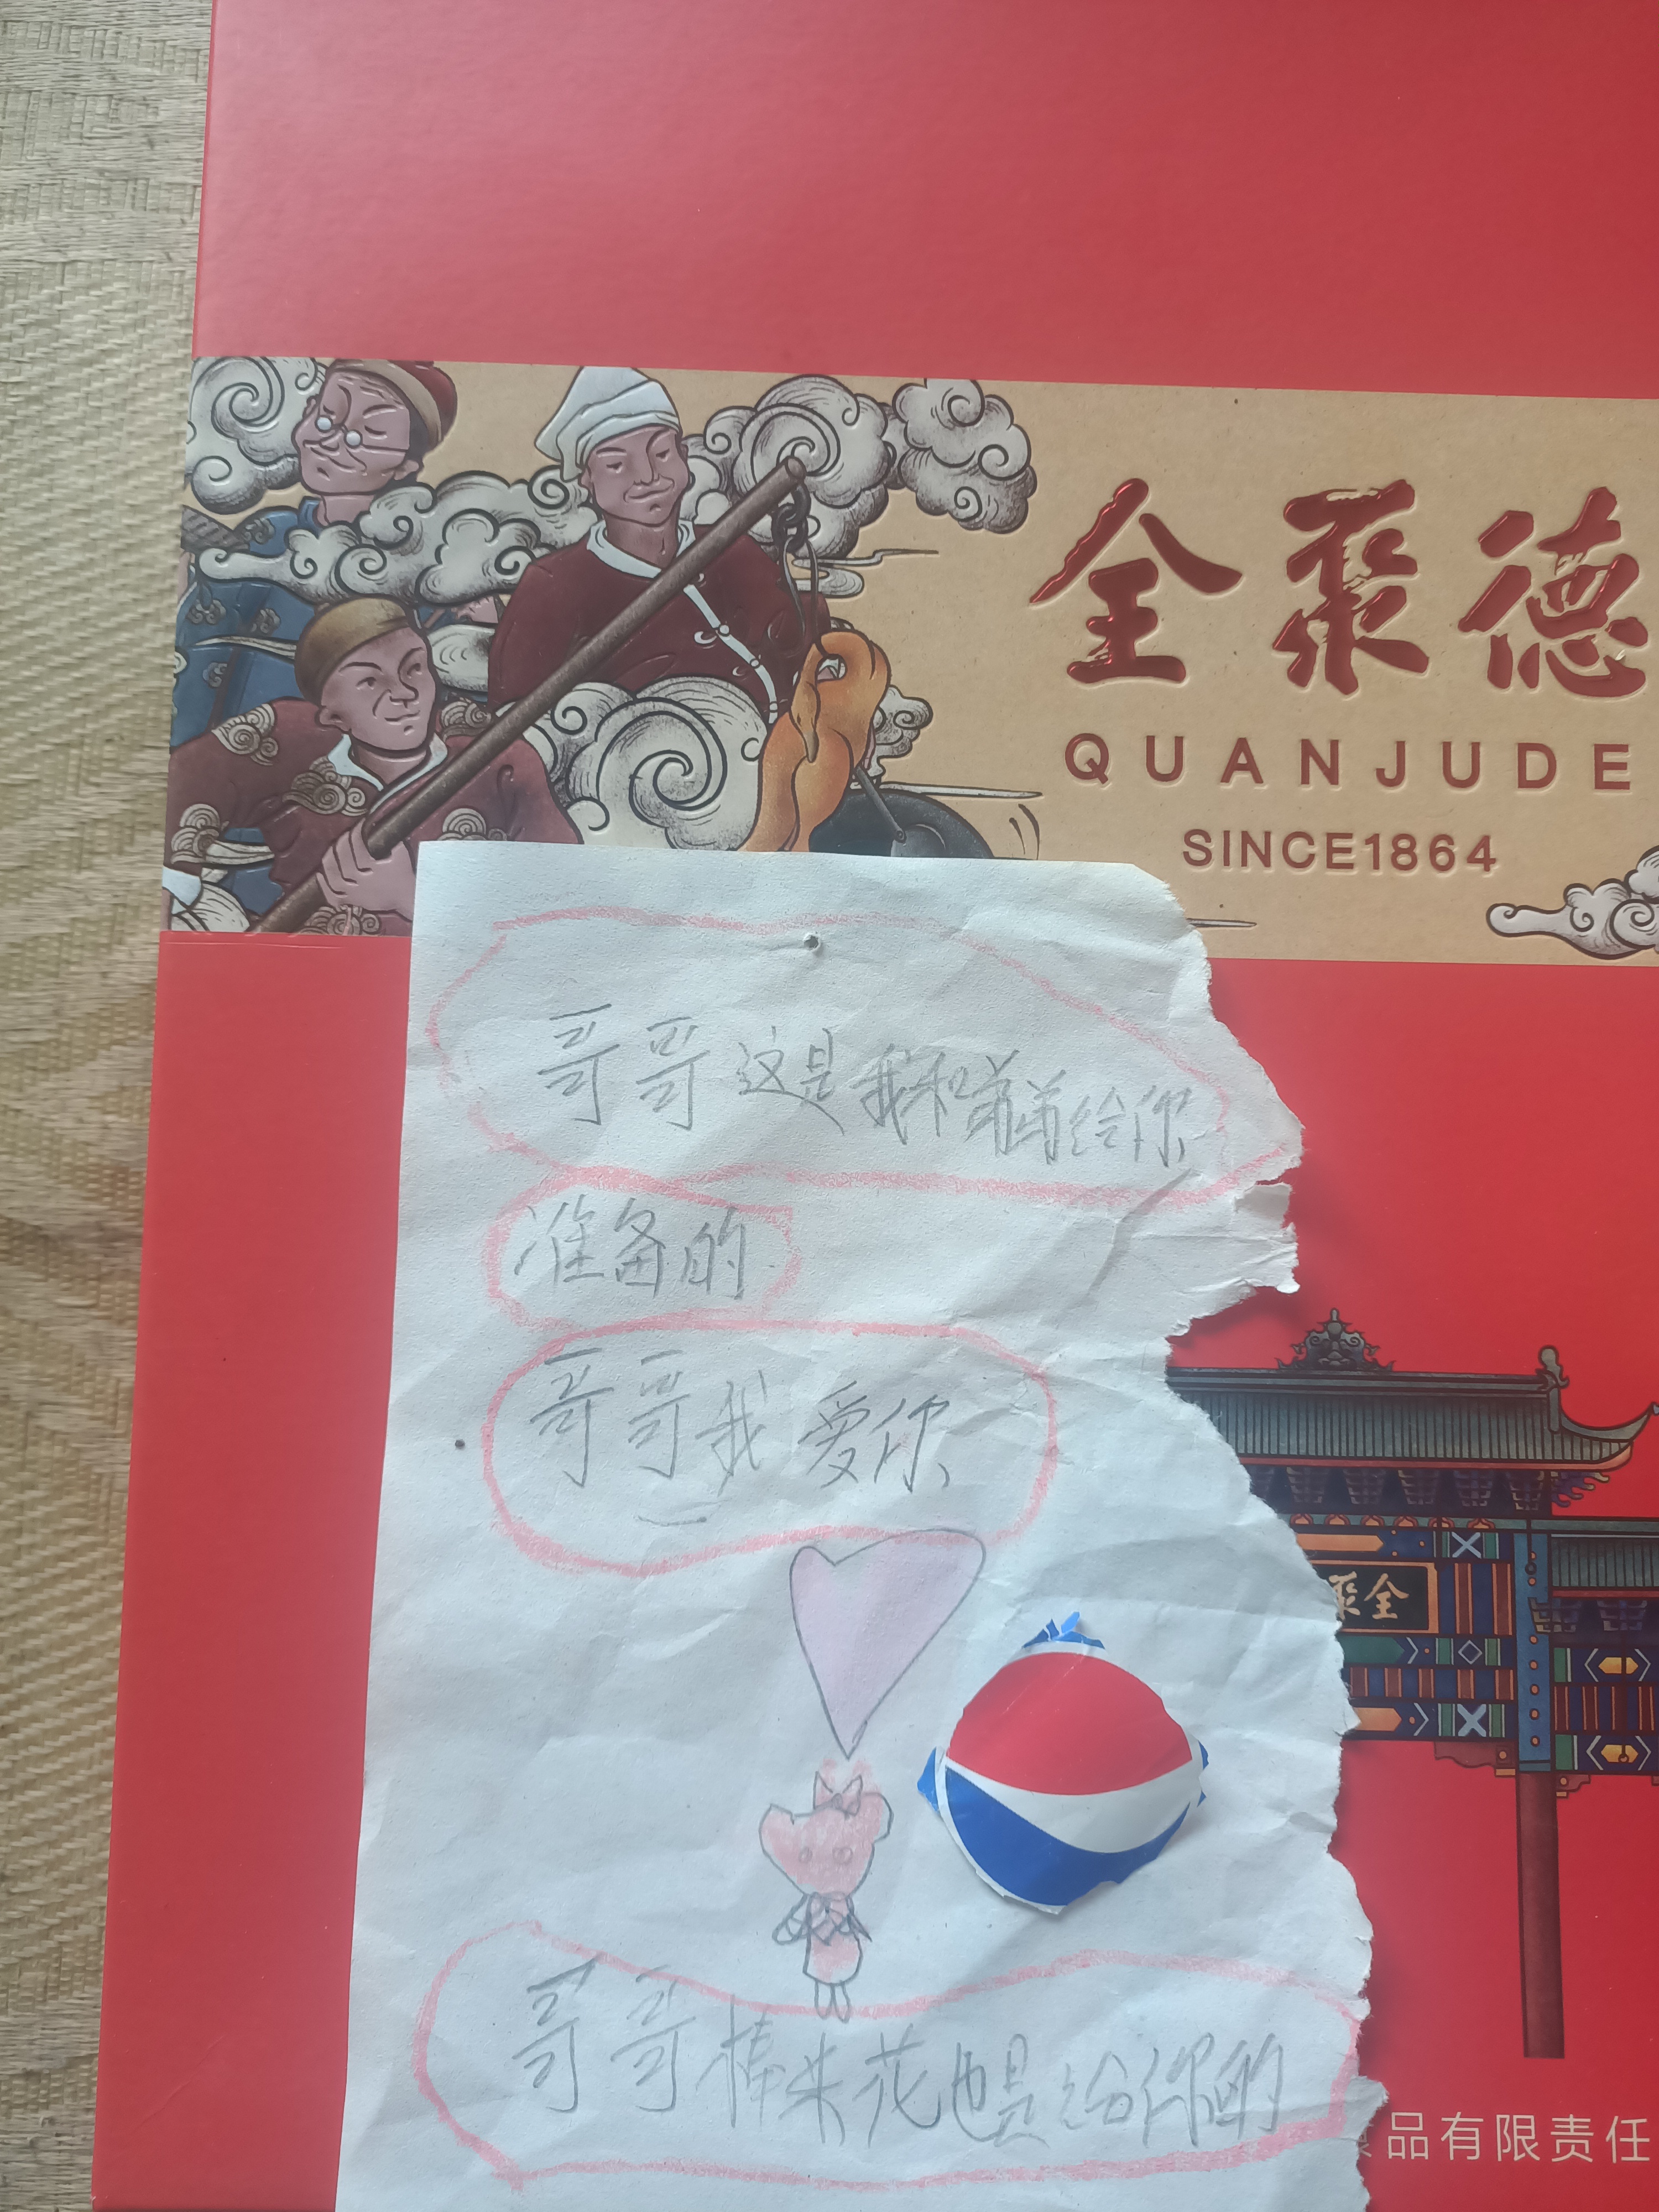 全聚德
QUANJUDE
SINCE1864
哥哥这是我和弟弟给你
准备的
哥哥我爱你
聚全
哥哥棒米花也是给你的
品有限责任